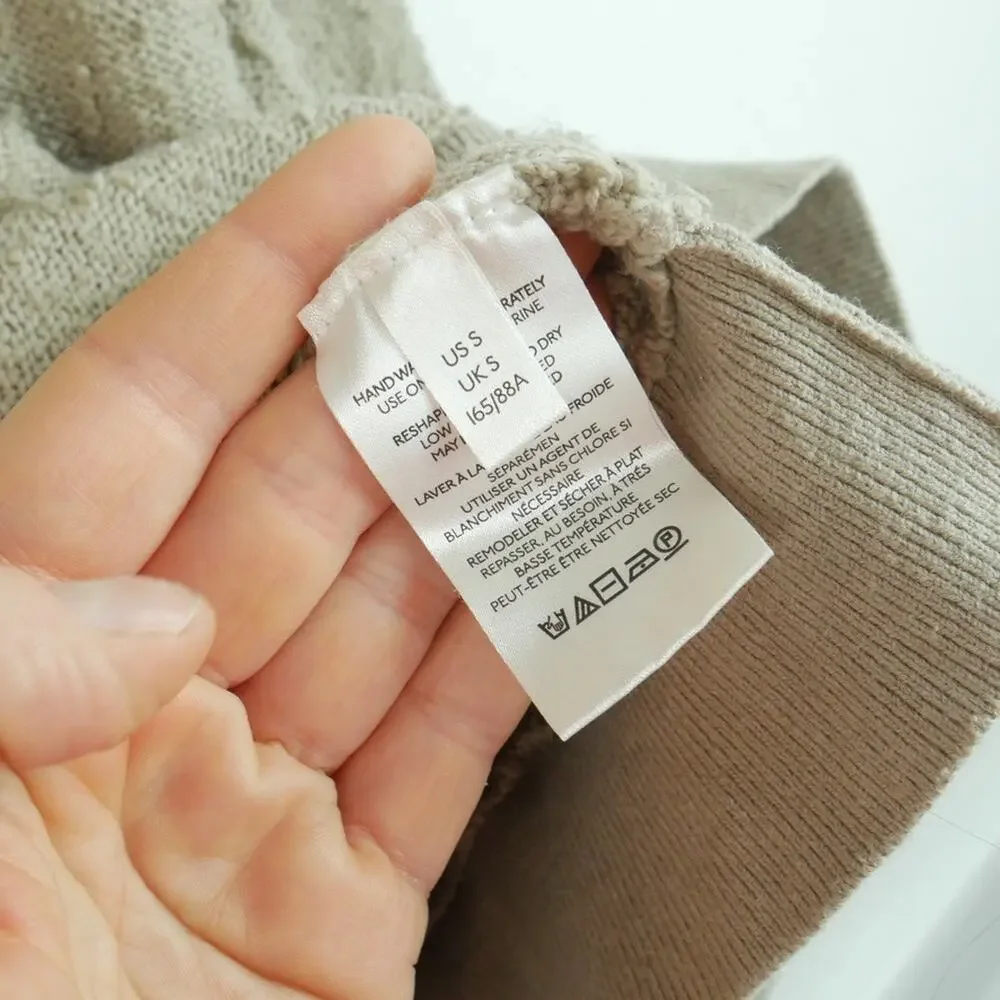 US S
UK S
165/88A
HAND WA
RATELY
USE ON
RINE
RESHAP
O DRY
LOW
ED
MAY
ED
LAVER À LA
FROIDE
SÉPARÉMEN
UTILISER UN AGENT DE
BLANCHIMENT SANS CHLORE SI
NÉCESSAIRE
REMODELER ET SÉCHER À PLAT
REPASSER, AU BESOIN, À TRÉS
BASSE TEMPÉRATURE
PEUT-ÊTRE ÊTRE NETTOYÉE SEC
P